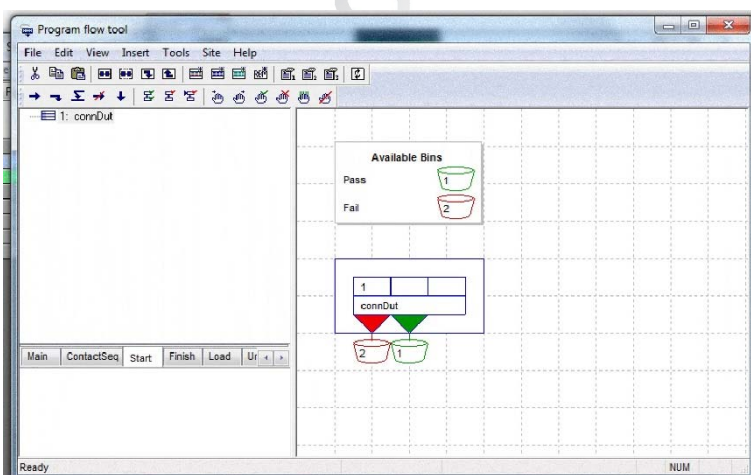 Program flow tool
File Edit View Insert Tools Site Help
1: connDut
Available Bins
Pass 1
Fail 2
1
connDut
2 1
Main ContactSeq Start Finish Load
Ready NUM